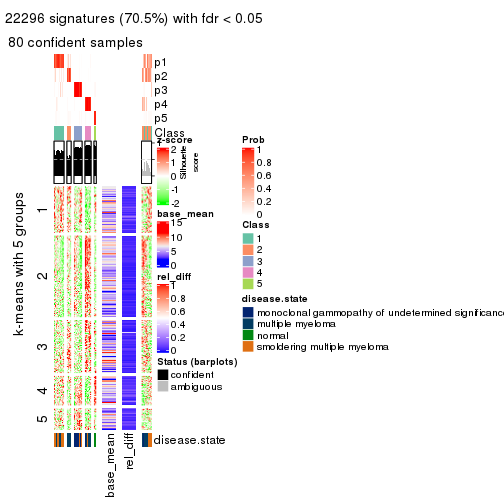 22296 signatures (70.5%) with fdr < 0.05
80 confident samples
p1
p2
p3
p4
p5
Class
Silhouette
score
k-means with 5 groups
1
2
3
4
5
base_mean
rel_diff
disease.state
z-score
2
1
0
-1
-2
base_mean
15
10
5
0
rel_diff
1
0.8
0.6
0.4
0.2
0
Status (barplots)
confident
ambiguous
Prob
1
0.8
0.6
0.4
0.2
0
Class
1
2
3
4
5
disease.state
monoclonal gammopathy of undetermined significance
multiple myeloma
normal
smoldering multiple myeloma